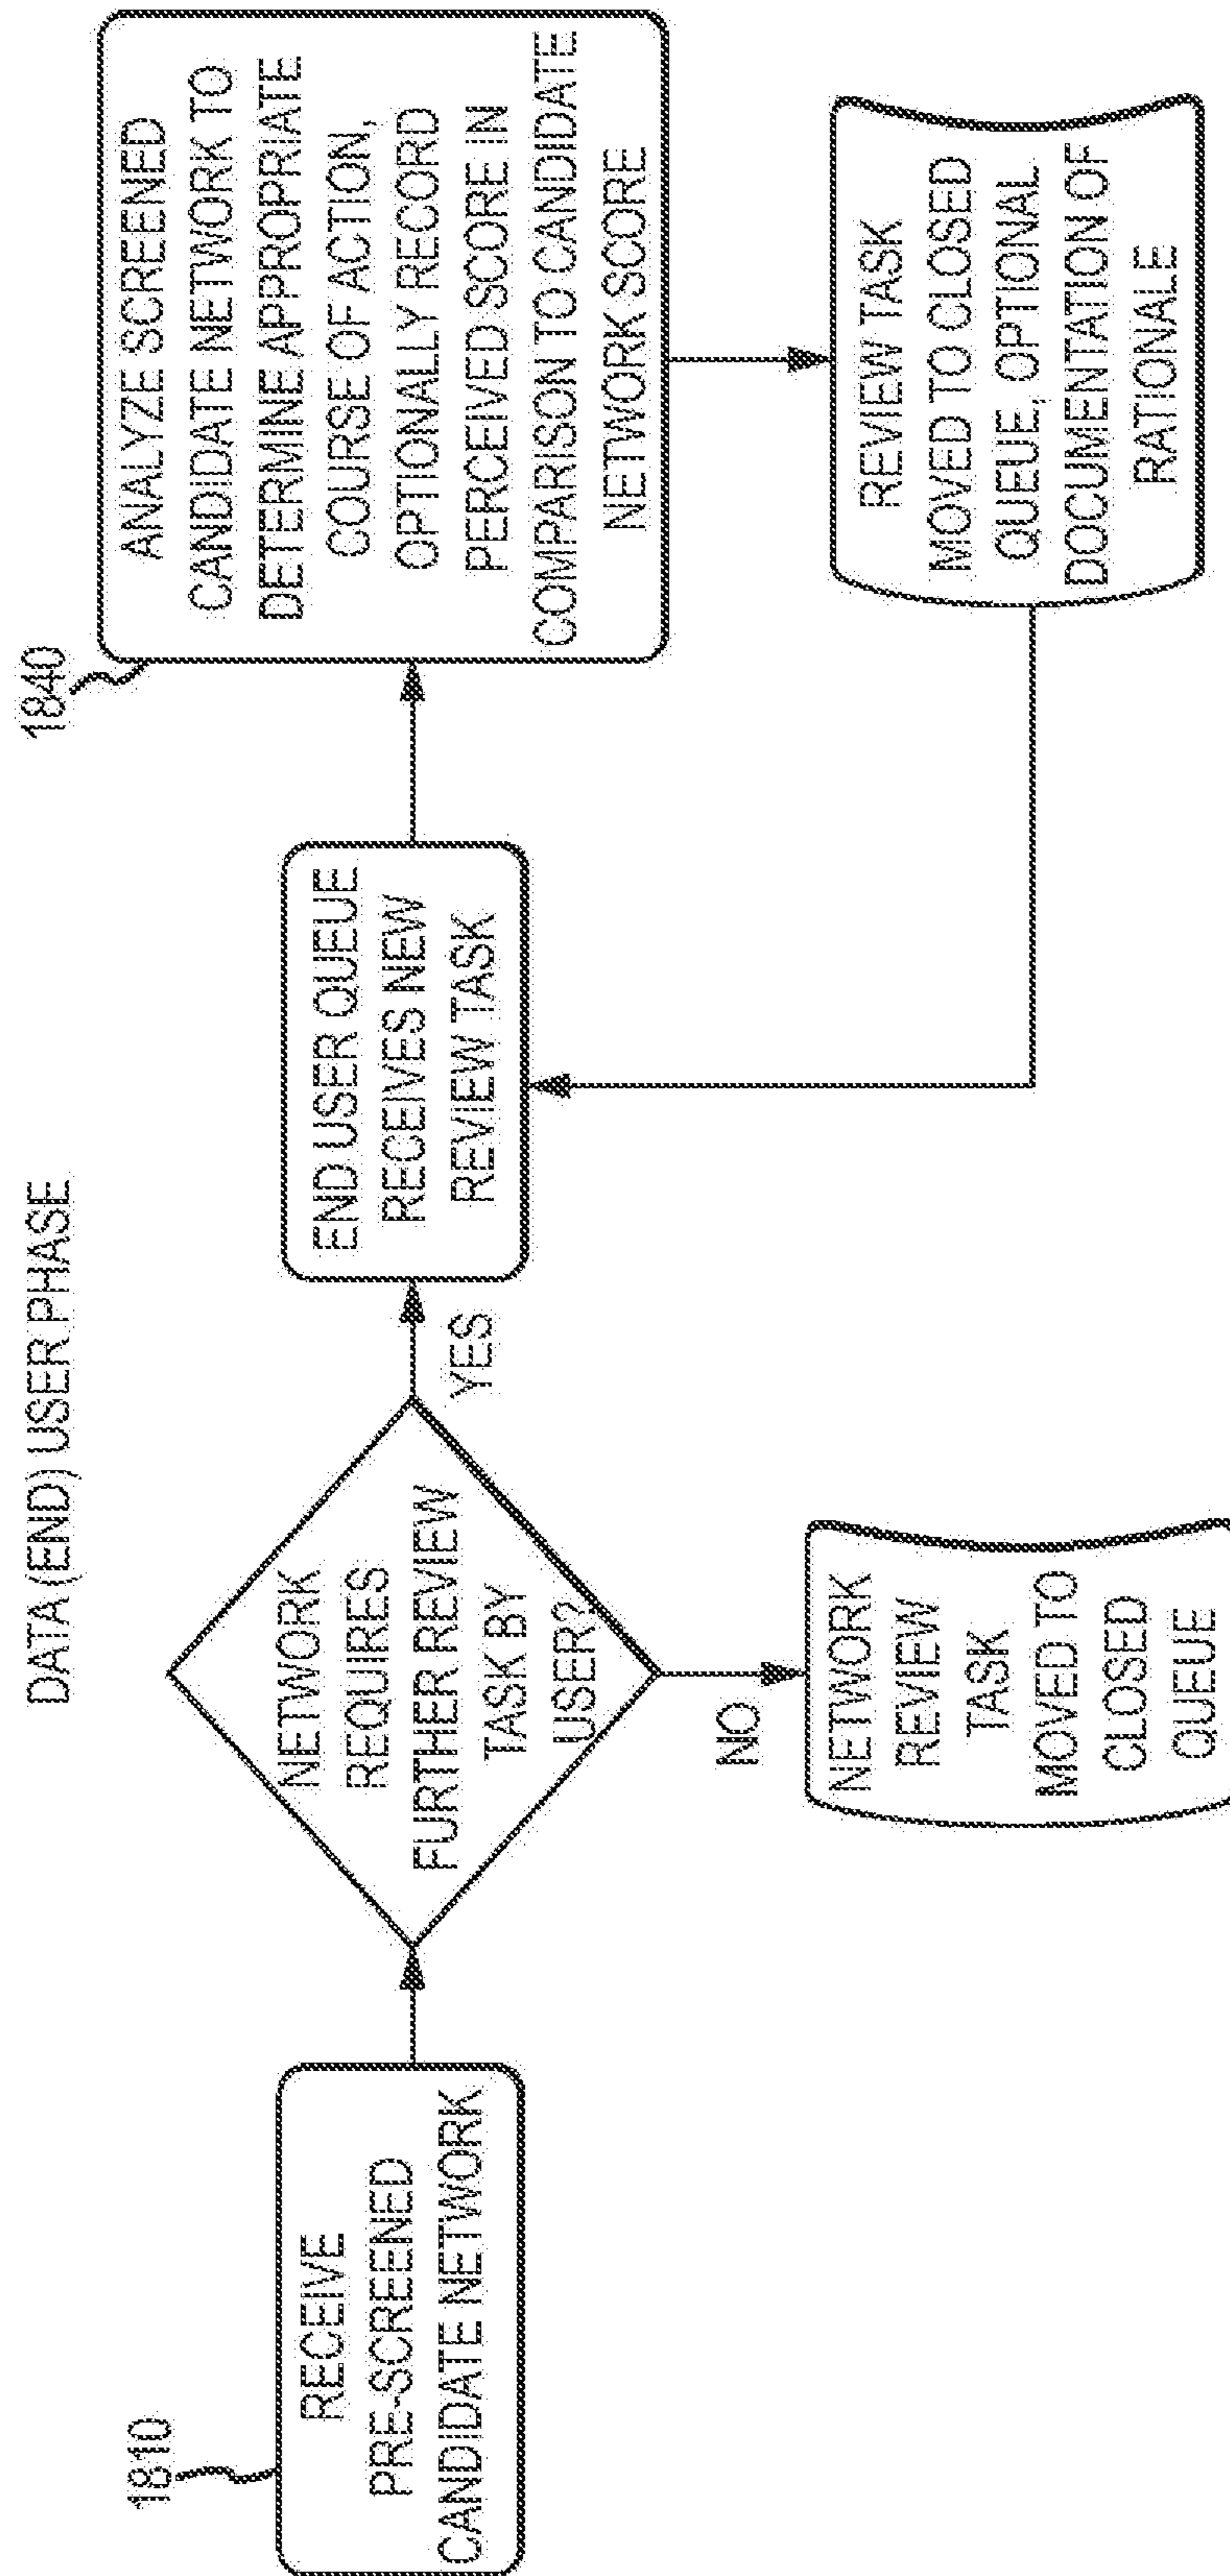 DATA (END) USER PHASE
1810
RECEIVE
PRE-SCREENED
CANDIDATE NETWORK
NETWORK
REQUIRES
FURTHER REVIEW
TASK BY
USER?
YES
NO
NETWORK
REVIEW
TASK
MOVED TO
CLOSED
QUEUE
END USER QUEUE
RECEIVES NEW
REVIEW TASK
1840
ANALYZE SCREENED
CANDIDATE NETWORK TO
DETERMINE APPROPRIATE
COURSE OF ACTION,
OPTIONALLY RECORD
PERCEIVED SCORE IN
COMPARISON TO CANDIDATE
NETWORK SCORE
REVIEW TASK
MOVED TO CLOSED
QUEUE, OPTIONAL
DOCUMENTATION OF
RATIONALE